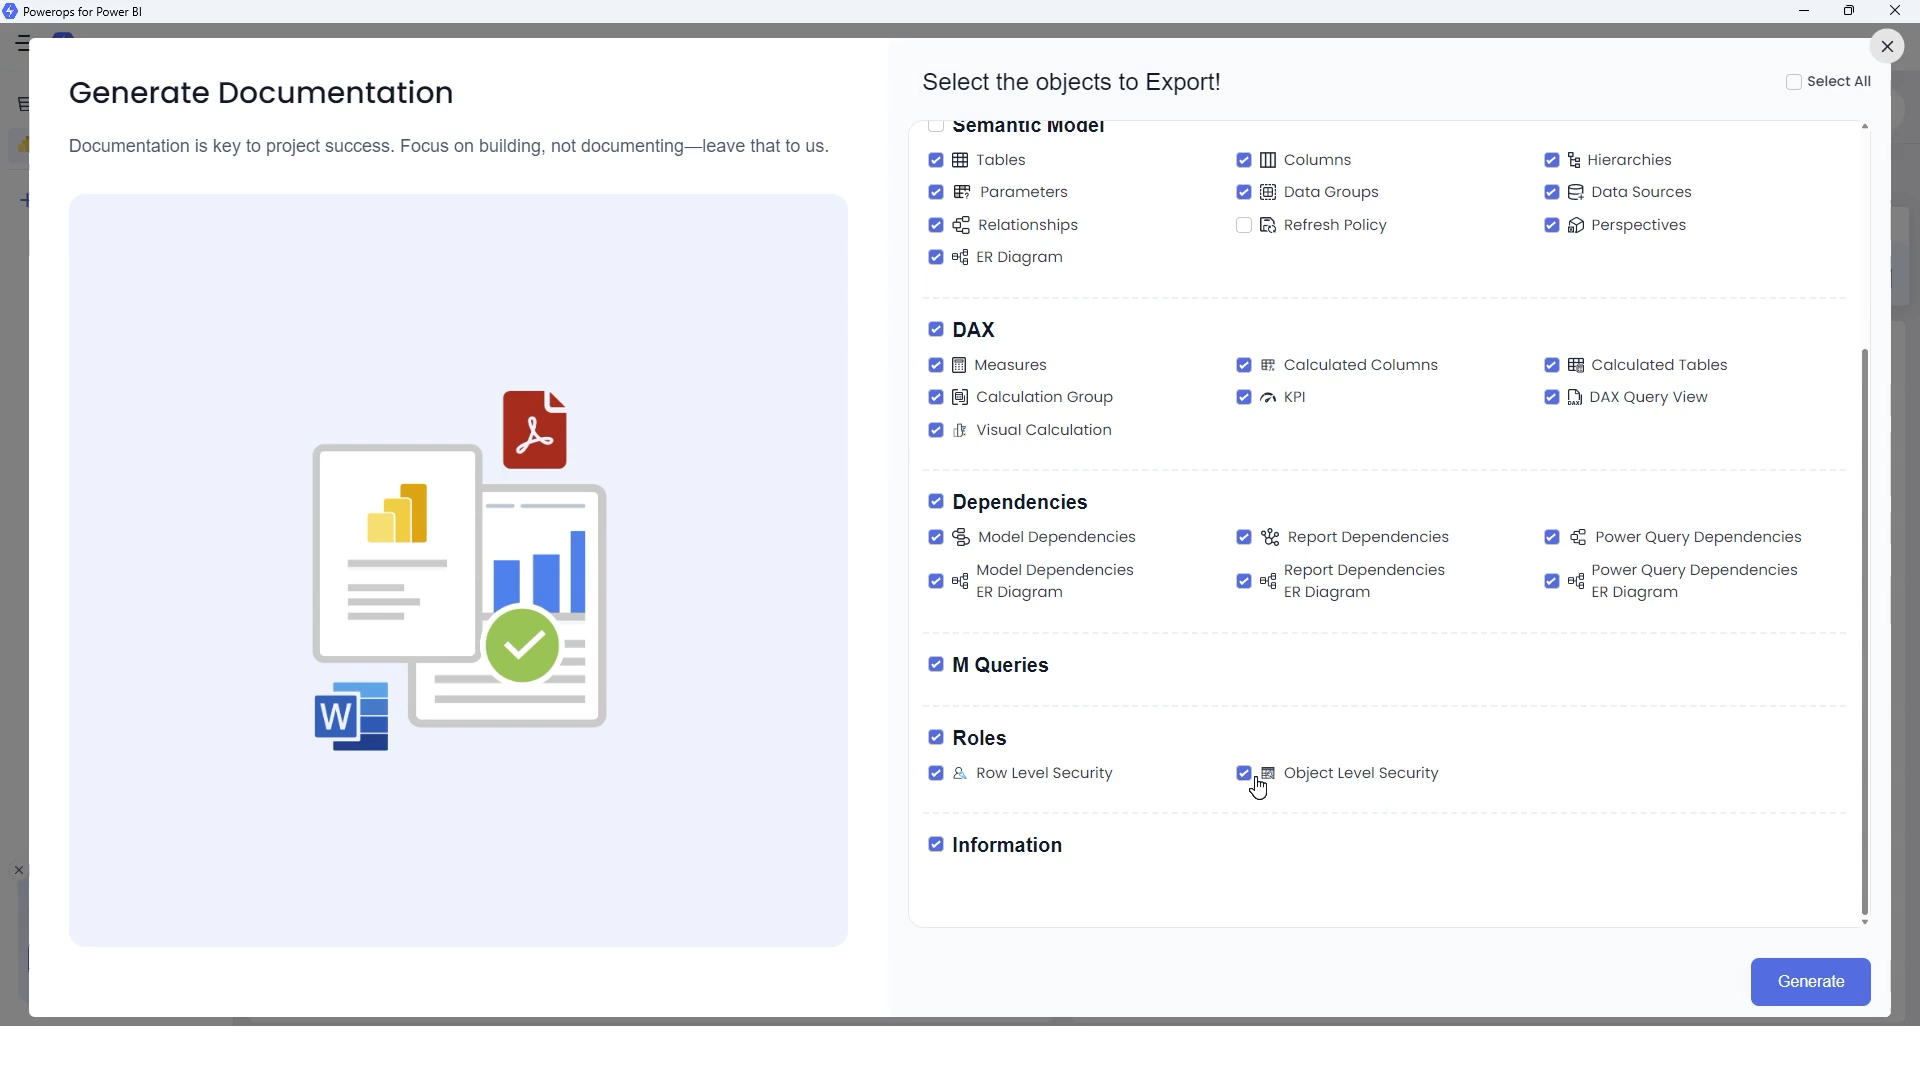 Powerops for Power BI
Generate Documentation
Documentation is key to project success. Focus on building, not documenting—leave that to us.
W
Select the objects to Export!
Select All
Semantic Model
Tables
Columns
Hierarchies
Parameters
Data Groups
Data Sources
Relationships
Refresh Policy
Perspectives
ER Diagram
DAX
Measures
Calculated Columns
Calculated Tables
Calculation Group
KPI
DAX Query View
Visual Calculation
Dependencies
Model Dependencies
Report Dependencies
Power Query Dependencies
Model Dependencies
ER Diagram
Report Dependencies
ER Diagram
Power Query Dependencies
ER Diagram
M Queries
Roles
Row Level Security
Object Level Security
Information
Generate